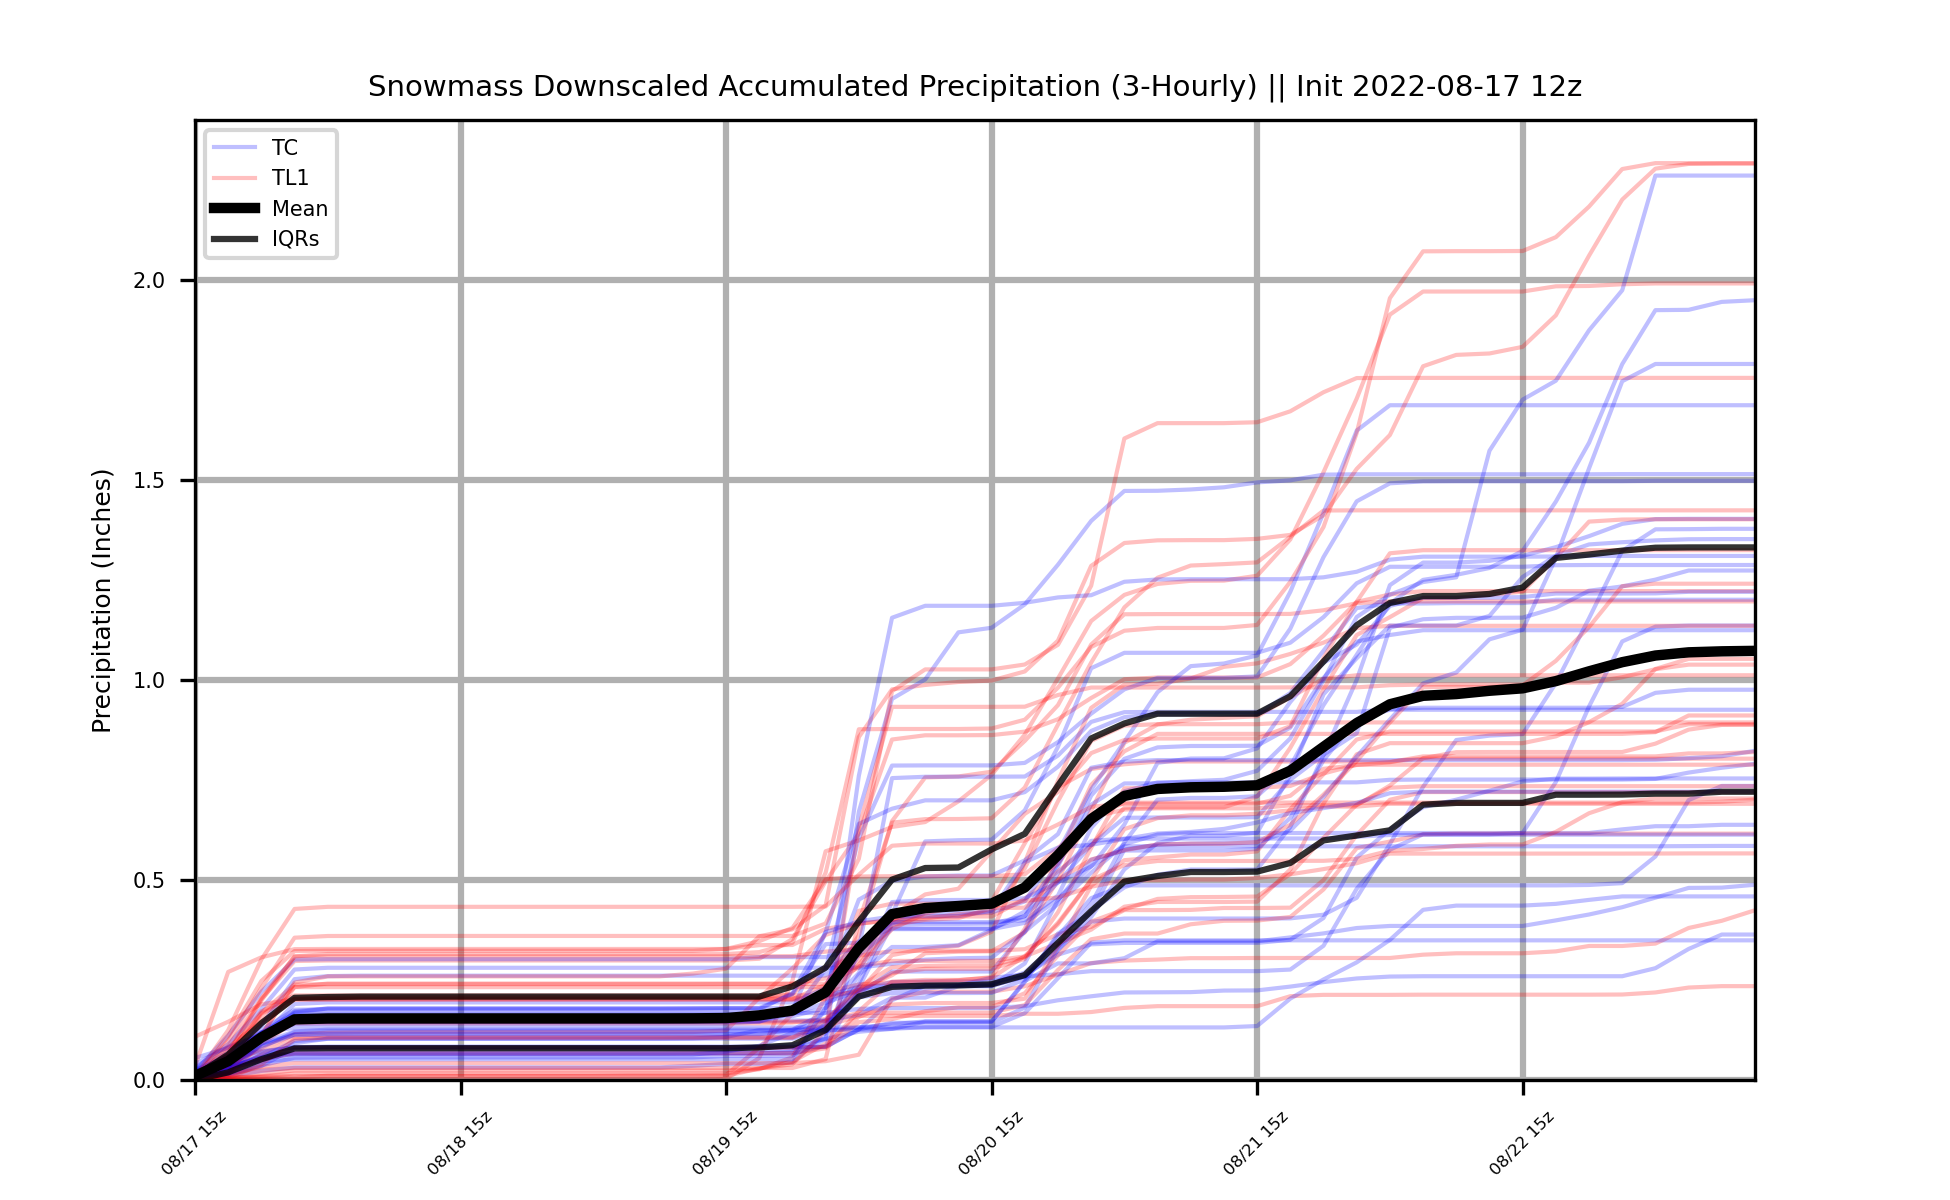 Snowmass Downscaled Accumulated Precipitation (3-Hourly) || Init 2022-08-17 12z
TC
TL1
Mean
IQRs
Precipitation (Inches)
2.0
1.5
1.0
0.5
0.0
08/17 15z
08/18 15z
08/19 15z
08/20 15z
08/21 15z
08/22 15z